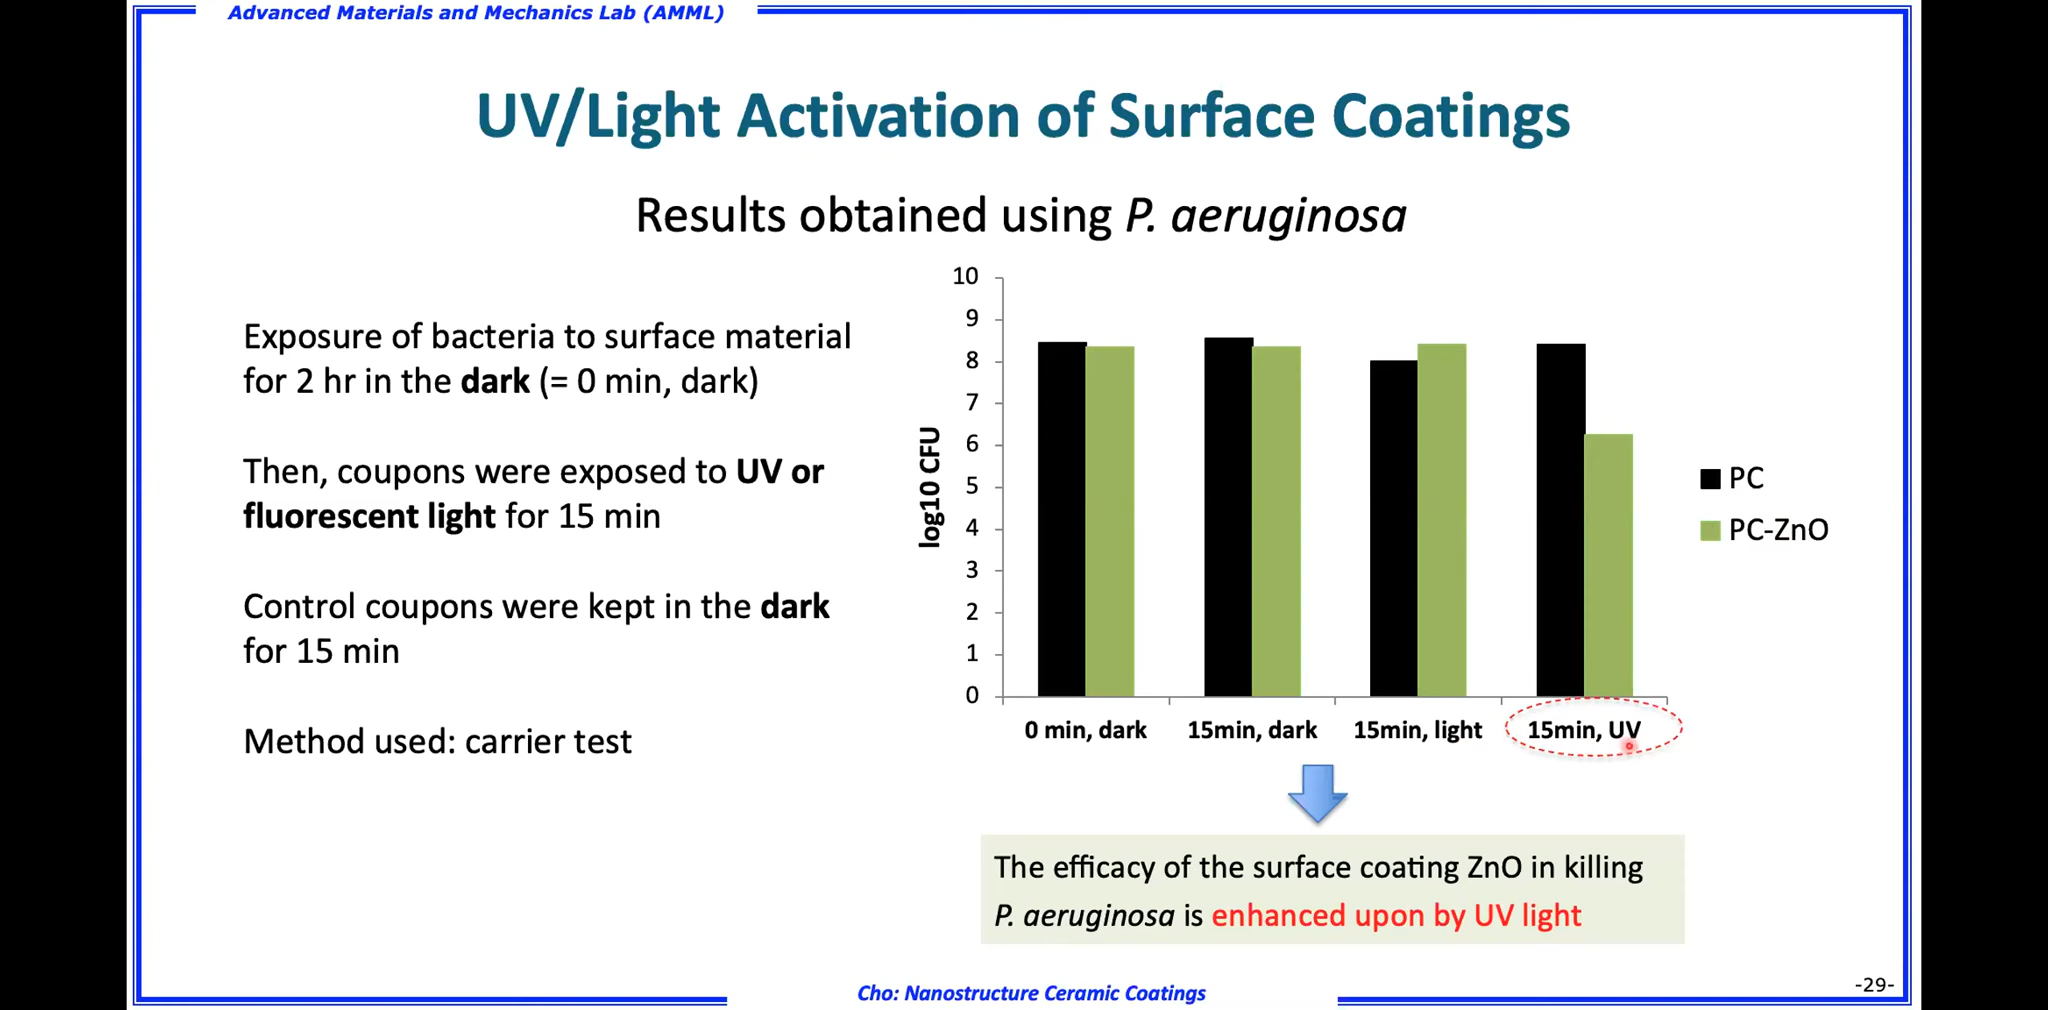 Advanced Materials and Mechanics Lab (AMML)
UV/Light Activation of Surface Coatings
Results obtained using P. aeruginosa
Exposure of bacteria to surface material
for 2 hr in the dark (= 0 min, dark)
Then, coupons were exposed to UV or
fluorescent light for 15 min
Control coupons were kept in the dark
for 15 min
Method used: carrier test
log10 CFU
10
9
8
7
6
5
4
3
2
1
0
0 min, dark
15min, dark
15min, light
15min, UV
PC
PC-ZnO
The efficacy of the surface coating ZnO in killing
P. aeruginosa is enhanced upon by UV light
Cho: Nanostructure Ceramic Coatings
-29-